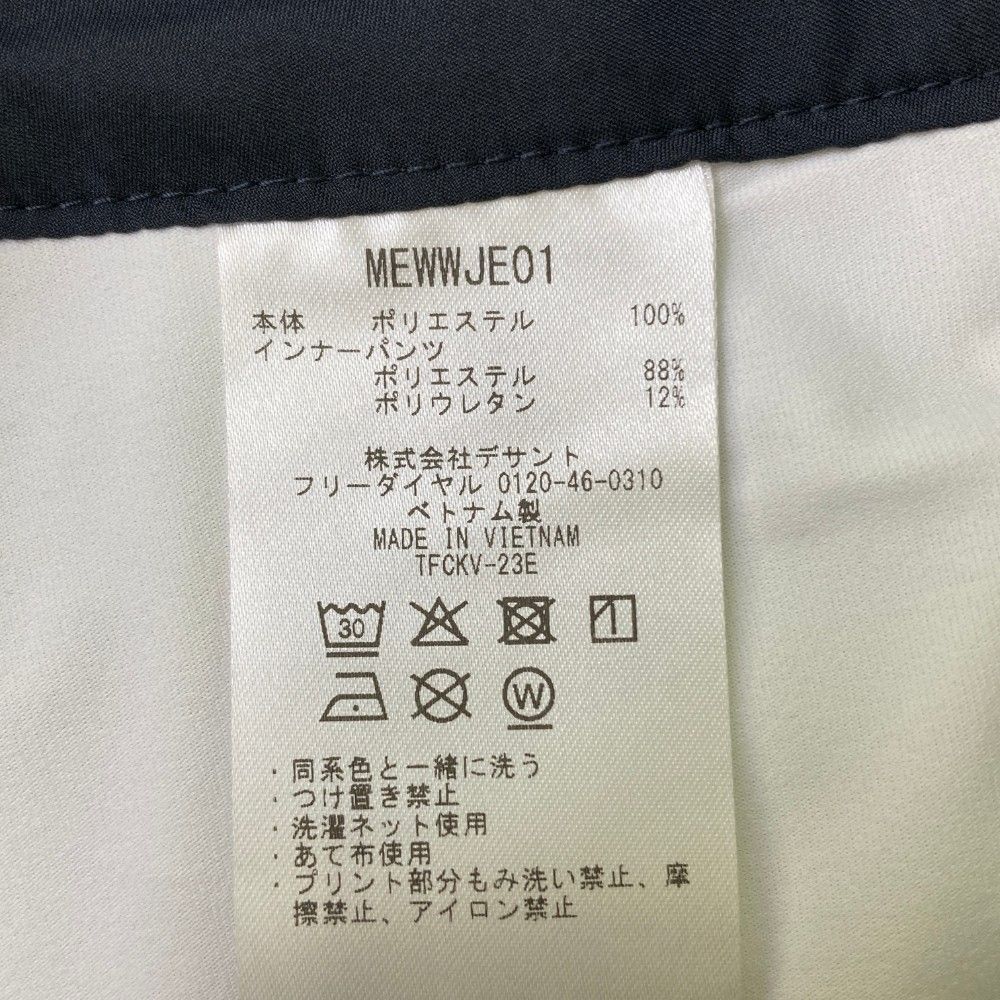 MEWWJE01
本体 ポリエステル 100%
インナーパンツ
ポリエステル 88%
ポリウレタン 12%
株式会社デサント
フリーダイヤル 0120-46-0310
ベトナム製
MADE IN VIETNAM
TFCKV-23E
30 1
W
・同系色と一緒に洗う
・つけ置き禁止
・洗濯ネット使用
・あて布使用
・プリント部分もみ洗い禁止、摩
擦禁止、アイロン禁止